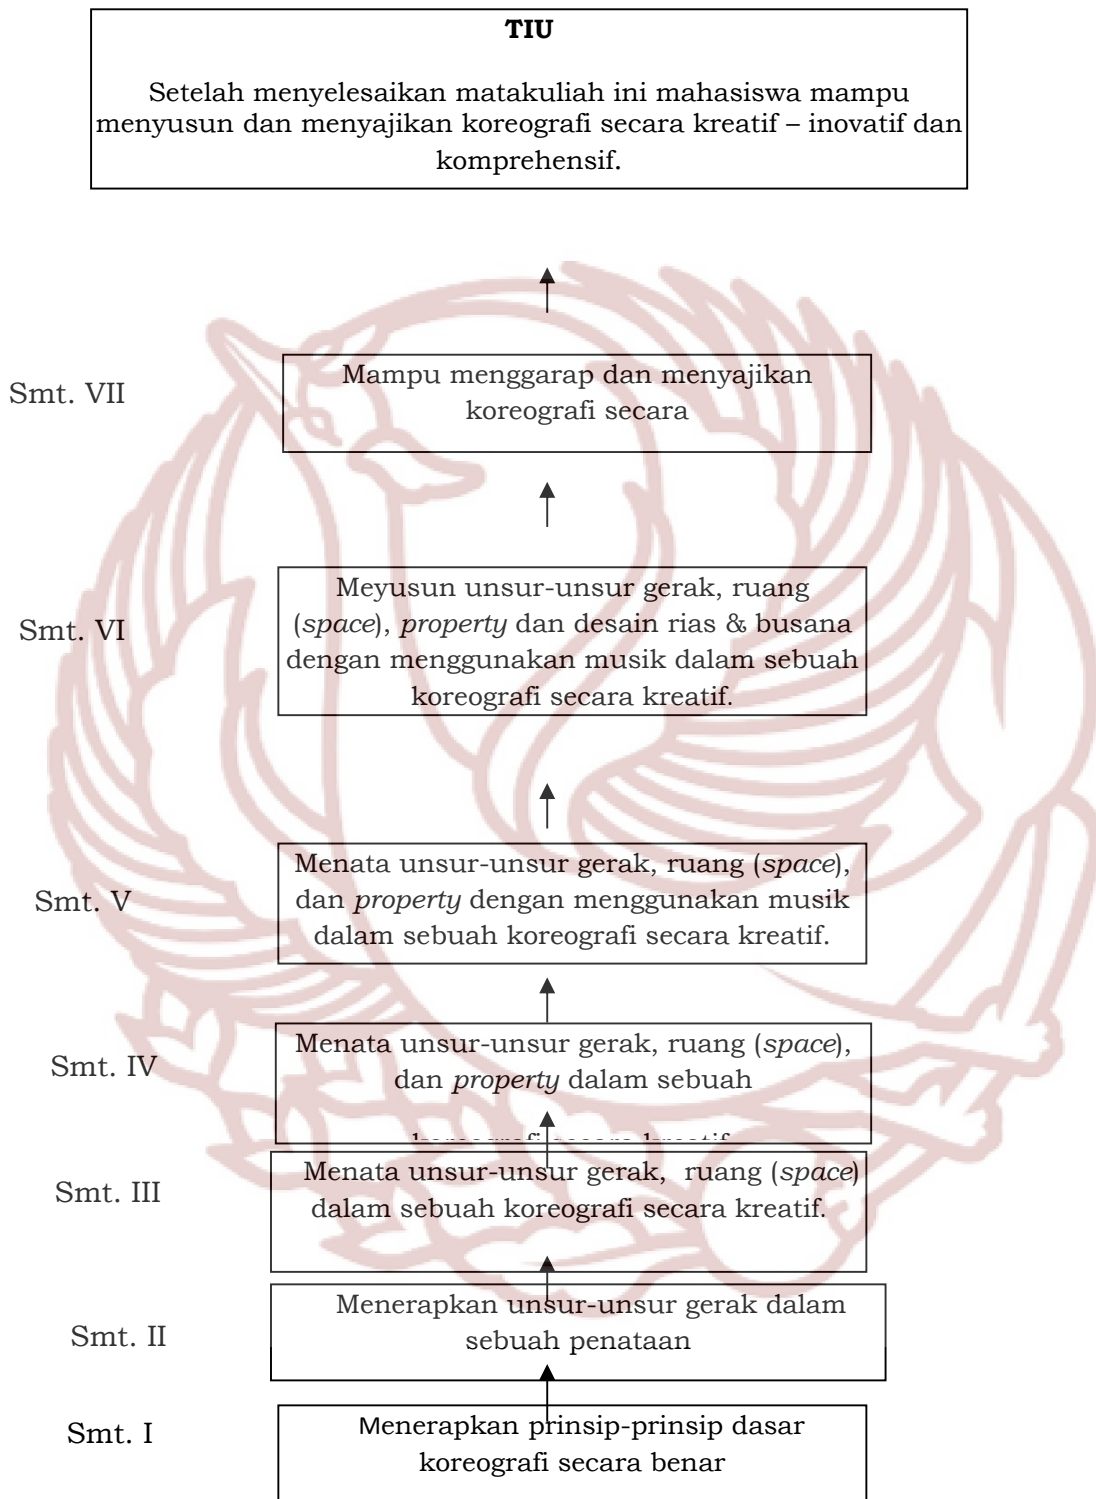 TIU
Setelah menyelesaikan matakuliah ini mahasiswa mampu
menyusun dan menyajikan koreografi secara kreatif – inovatif dan
komprehensif.
Smt. VII
Mampu menggarap dan menyajikan
koreografi secara
Smt. VI
Meyusun unsur-unsur gerak, ruang
(space), property dan desain rias & busana
dengan menggunakan musik dalam sebuah
koreografi secara kreatif.
Smt. V
Menata unsur-unsur gerak, ruang (space),
dan property dengan menggunakan musik
dalam sebuah koreografi secara kreatif.
Smt. IV
Menata unsur-unsur gerak, ruang (space),
dan property dalam sebuah
koreografi secara kreatif
Smt. III
Menata unsur-unsur gerak, ruang (space)
dalam sebuah koreografi secara kreatif.
Smt. II
Menerapkan unsur-unsur gerak dalam
sebuah penataan
Smt. I
Menerapkan prinsip-prinsip dasar
koreografi secara benar